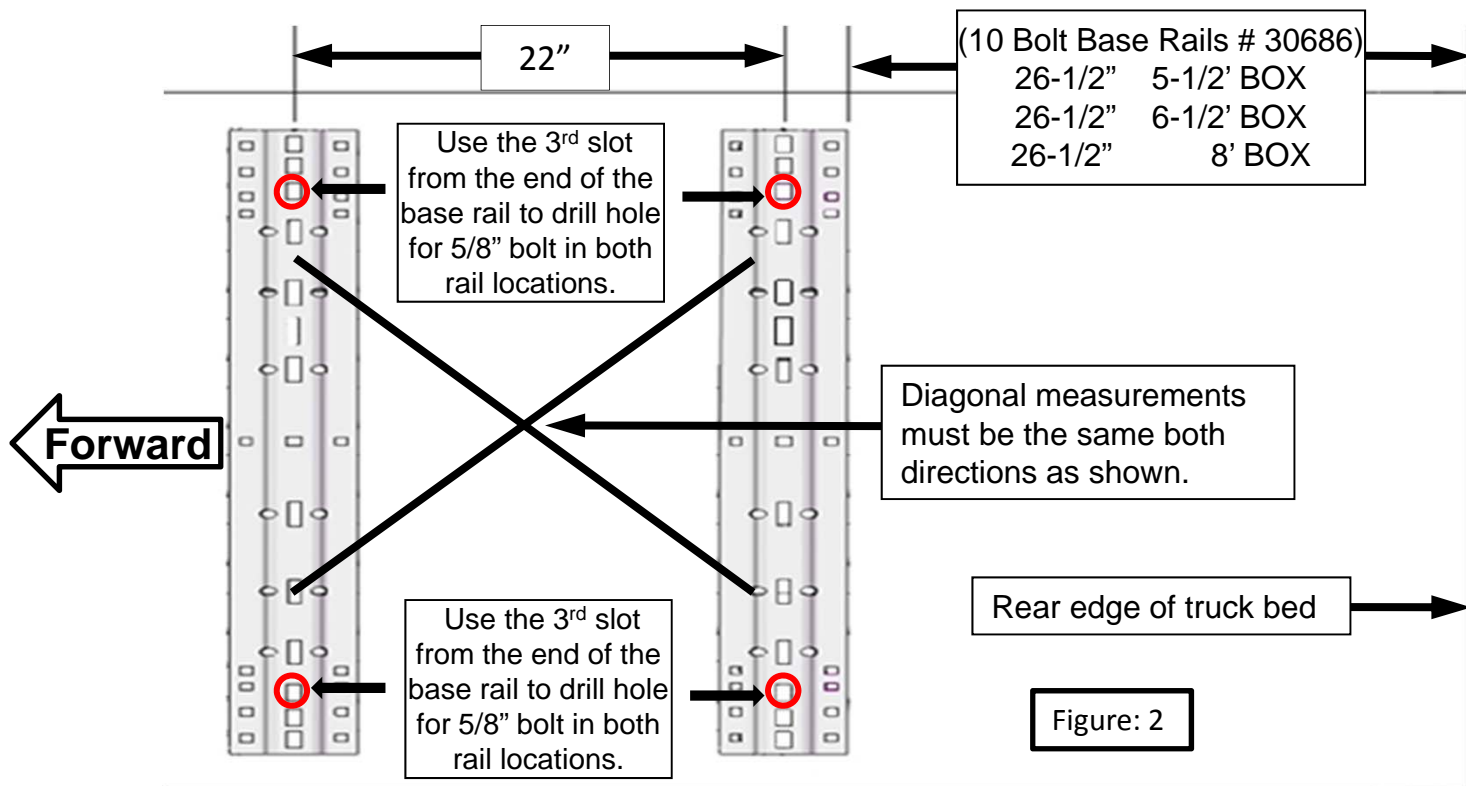 22”
(10 Bolt Base Rails # 30686)
26-1/2” 5-1/2’ BOX
26-1/2” 6-1/2’ BOX
26-1/2” 8’ BOX
Use the 3rd slot
from the end of the
base rail to drill hole
for 5/8” bolt in both
rail locations.
Forward
Diagonal measurements
must be the same both
directions as shown.
Use the 3rd slot
from the end of the
base rail to drill hole
for 5/8” bolt in both
rail locations.
Rear edge of truck bed
Figure: 2